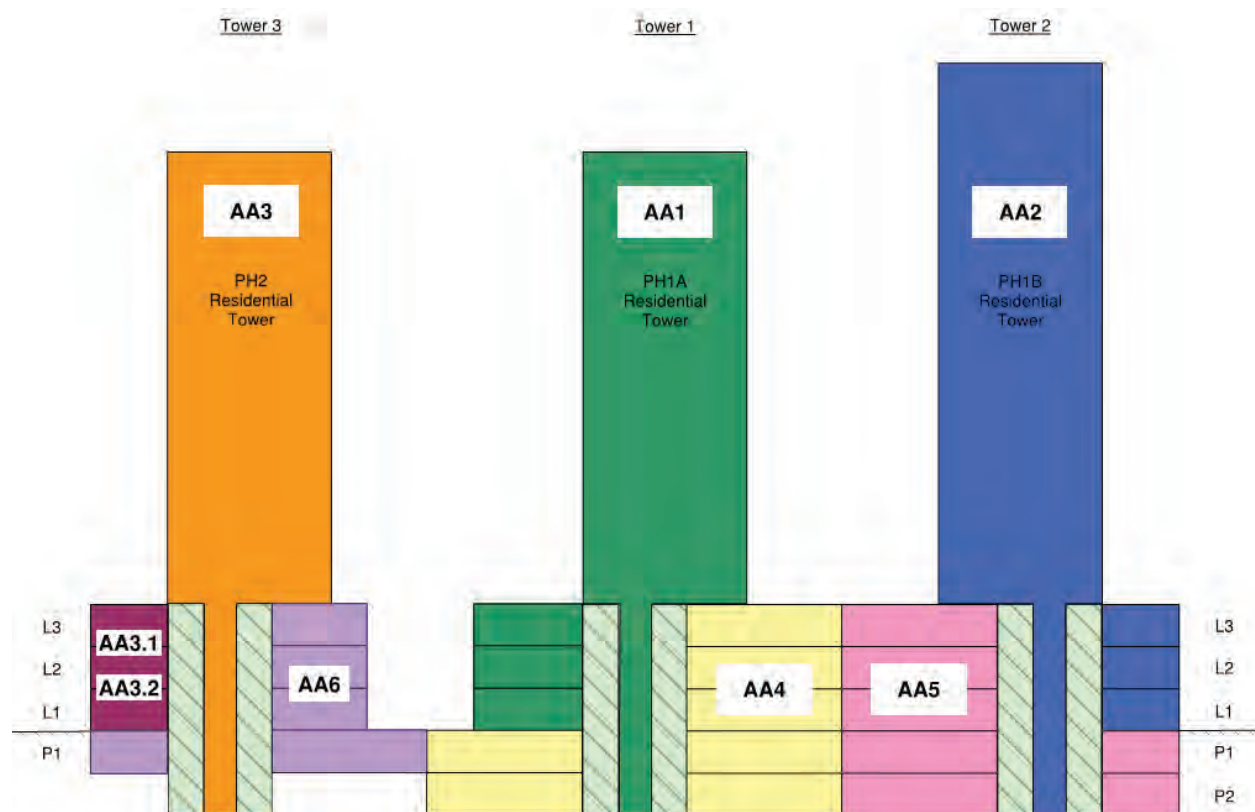 Tower 3
Tower 1
Tower 2
AA3
AA1
AA2
PH2
Residential
Tower
PH1A
Residential
Tower
PH1B
Residential
Tower
L3
AA3.1
L3
L2
AA3.2
AA6
AA4
AA5
L2
L1
L1
P1
P1
P2